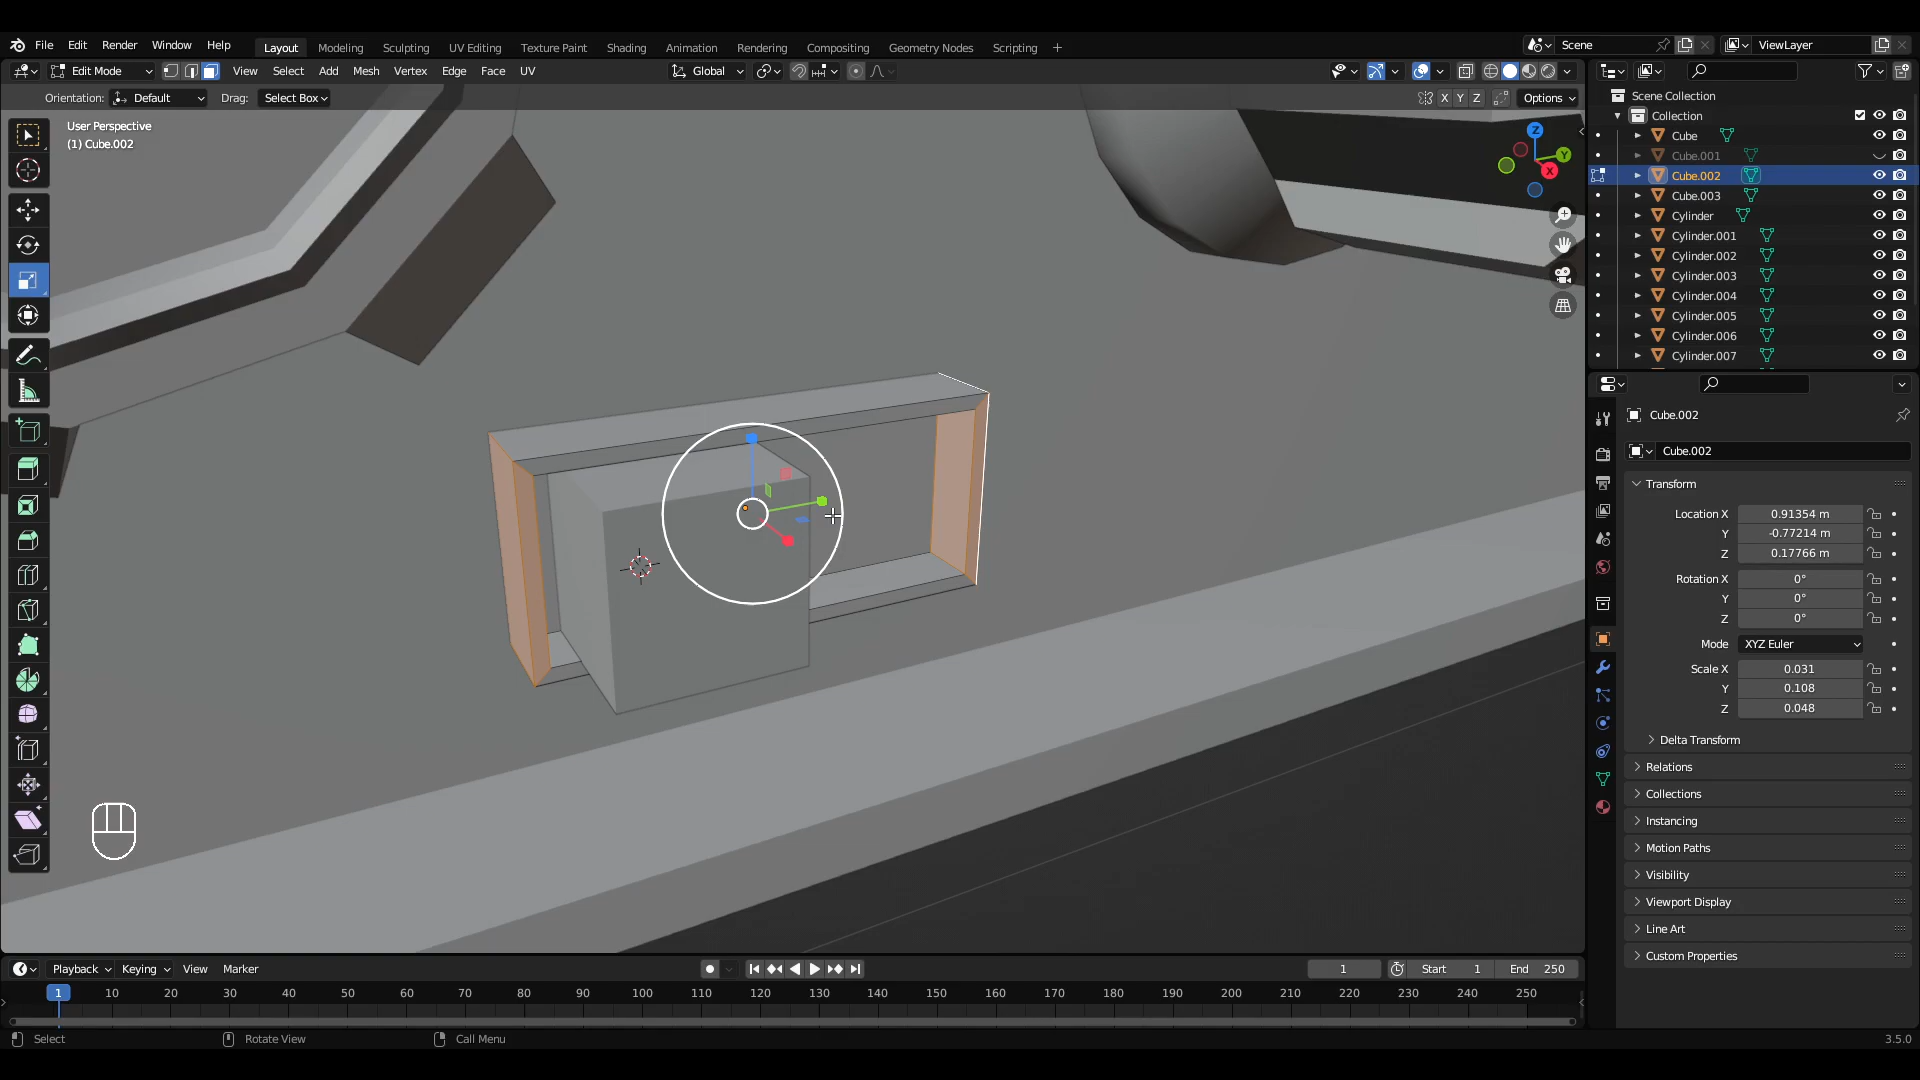 File Edit Render Window Help Layout Modeling Sculpting UV Editing Texture Paint Shading Animation Rendering Compositing Geometry Nodes Scripting + Scene ViewLayer
Edit Mode View Select Add Mesh Vertex Edge Face UV Global
Orientation: Default Drag: Select Box X Y Z Options
User Perspective
(1) Cube.002
Z
Y
X
Scene Collection
Collection
Cube
Cube.001
Cube.002
Cube.003
Cylinder
Cylinder.001
Cylinder.002
Cylinder.003
Cylinder.004
Cylinder.005
Cylinder.006
Cylinder.007
Cube.002
Cube.002
Transform
Location X 0.91354 m
Y -0.77214 m
Z 0.17766 m
Rotation X 0°
Y 0°
Z 0°
Mode XYZ Euler
Scale X 0.031
Y 0.108
Z 0.048
Delta Transform
Relations
Collections
Instancing
Motion Paths
Visibility
Viewport Display
Line Art
Custom Properties
Playback Keying View Marker 1 Start 1 End 250
1 10 20 30 40 50 60 70 80 90 100 110 120 130 140 150 160 170 180 190 200 210 220 230 240 250
Select Rotate View Call Menu 3.5.0